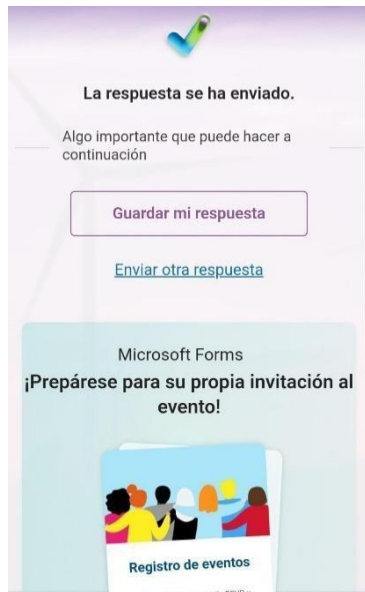 La respuesta se ha enviado.
Algo importante que puede hacer a
continuación
Guardar mi respuesta
Enviar otra respuesta
Microsoft Forms
¡Prepárese para su propia invitación al
evento!
Registro de eventos